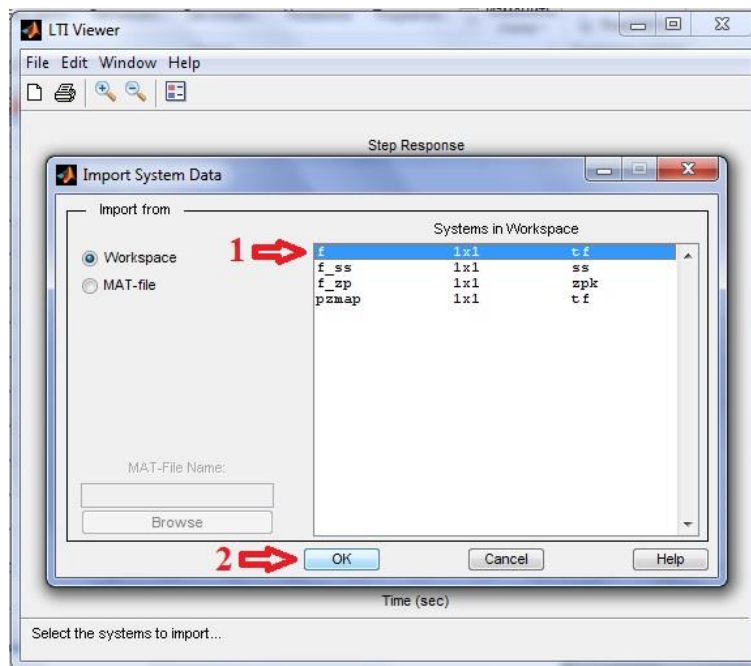 LTI Viewer
File Edit Window Help
Step Response
Import System Data
Import from
Systems in Workspace
1
Workspace
MAT-file
f 1x1 tf
f_ss 1x1 ss
f_zp 1x1 zpk
pzmap 1x1 tf
MAT-File Name:
Browse
2
OK Cancel Help
Time (sec)
Select the systems to import...